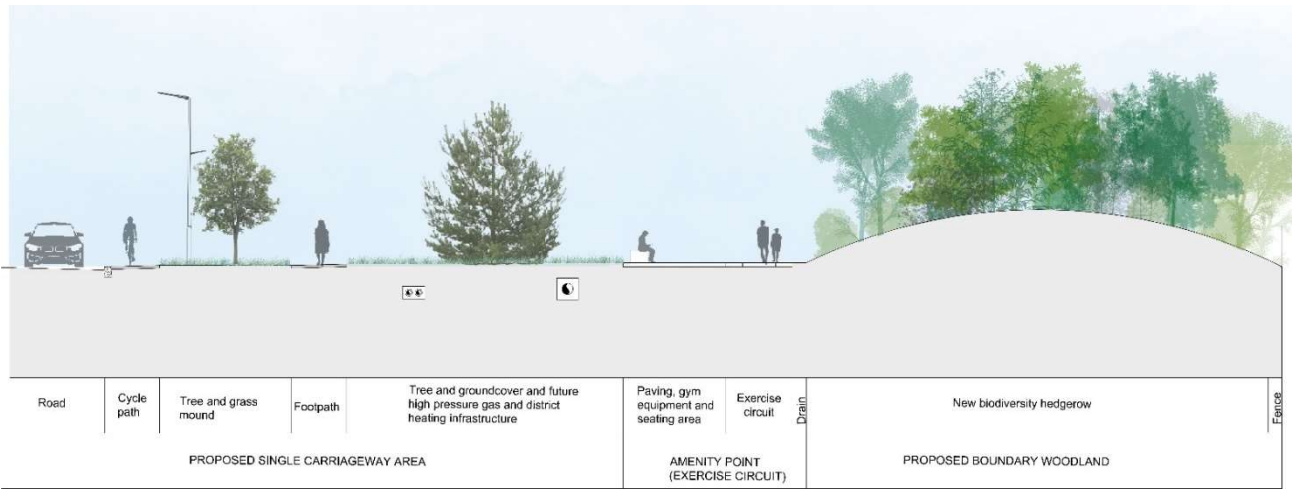 Road
Cycle
path
Tree and grass
mound
Footpath
Tree and groundcover and future
high pressure gas and district
heating infrastructure
Paving, gym
equipment and
seating area
Exercise
circuit
Drain
New biodiversity hedgerow
Fence
PROPOSED SINGLE CARRIAGEWAY AREA
AMENITY POINT
(EXERCISE CIRCUIT)
PROPOSED BOUNDARY WOODLAND